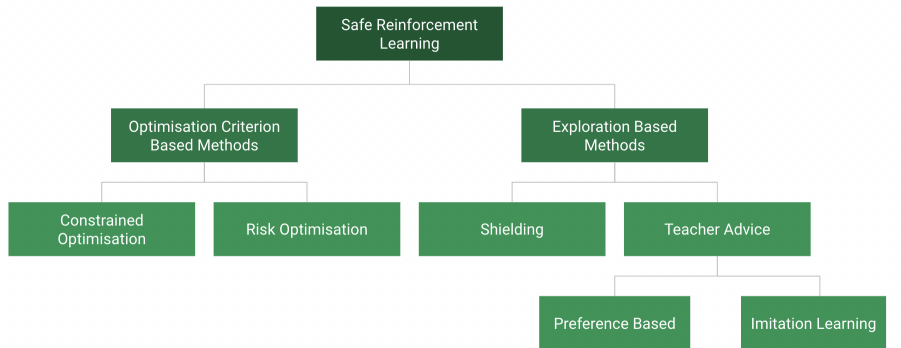 Safe Reinforcement
Learning
Optimisation Criterion
Based Methods
Exploration Based
Methods
Constrained
Optimisation
Risk Optimisation
Shielding
Teacher Advice
Preference Based
Imitation Learning